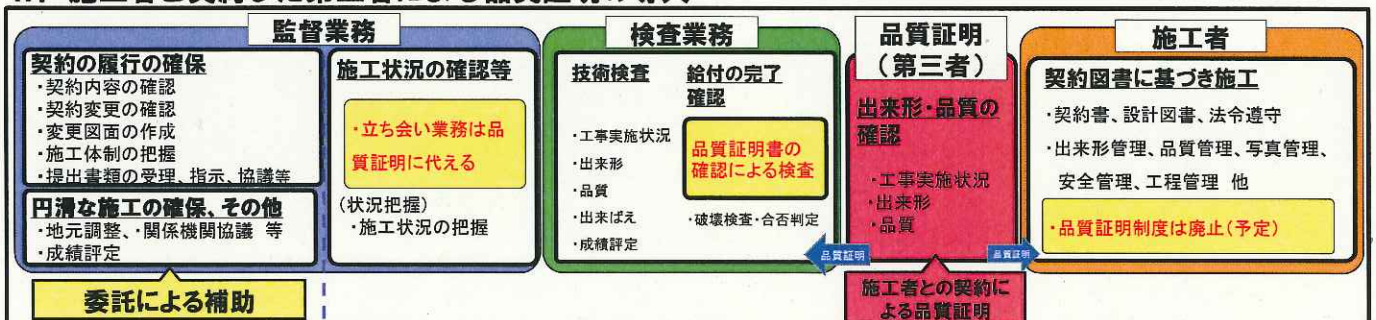 監督業務
契約の履行の確保
・契約内容の確認
・契約変更の確認
・変更図面の作成
・施工体制の把握
・提出書類の受理、指示、協議等
円滑な施工の確保、その他
・地元調整、・関係機関協議 等
・成績評定
委託による補助
施工状況の確認等
・立ち会い業務は品
質証明に代える
(状況把握)
・施工状況の把握
検査業務
技術検査
・工事実施状況
・出来形
・品質
・出来ばえ
・成績評定
給付の完了
確認
品質証明書の
確認による検査
・破壊検査・合否判定
品質証明
品質証明
(第三者)
出来形・品質の
確認
・工事実施状況
・出来形
・品質
施工者との契約に
よる品質証明
品質証明
施工者
契約図書に基づき施工
・契約書、設計図書、法令遵守
・出来形管理、品質管理、写真管理、
安全管理、工程管理 他
・品質証明制度は廃止(予定)